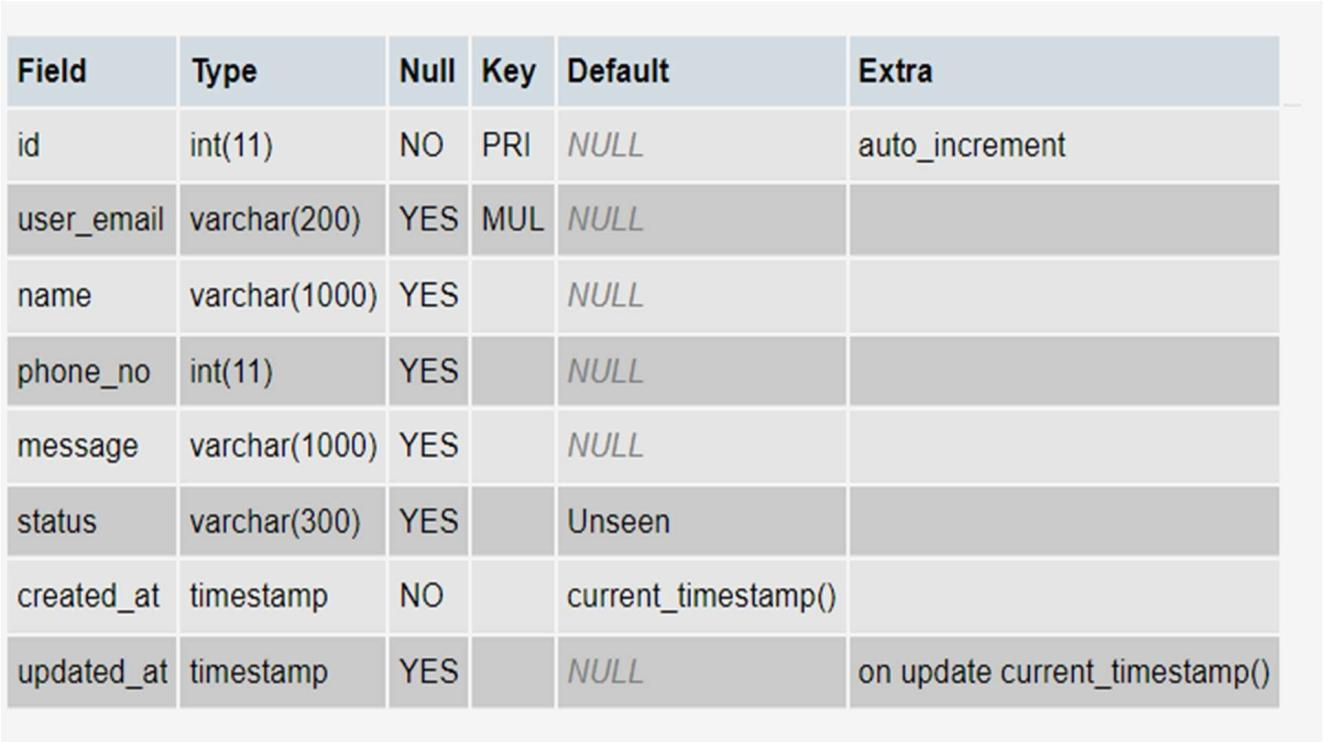 Field Type Null Key Default Extra
id int(11) NO PRI NULL auto_increment
user_email varchar(200) YES MUL NULL
name varchar(1000) YES NULL
phone_no int(11) YES NULL
message varchar(1000) YES NULL
status varchar(300) YES Unseen
created_at timestamp NO current_timestamp()
updated_at timestamp YES NULL on update current_timestamp()